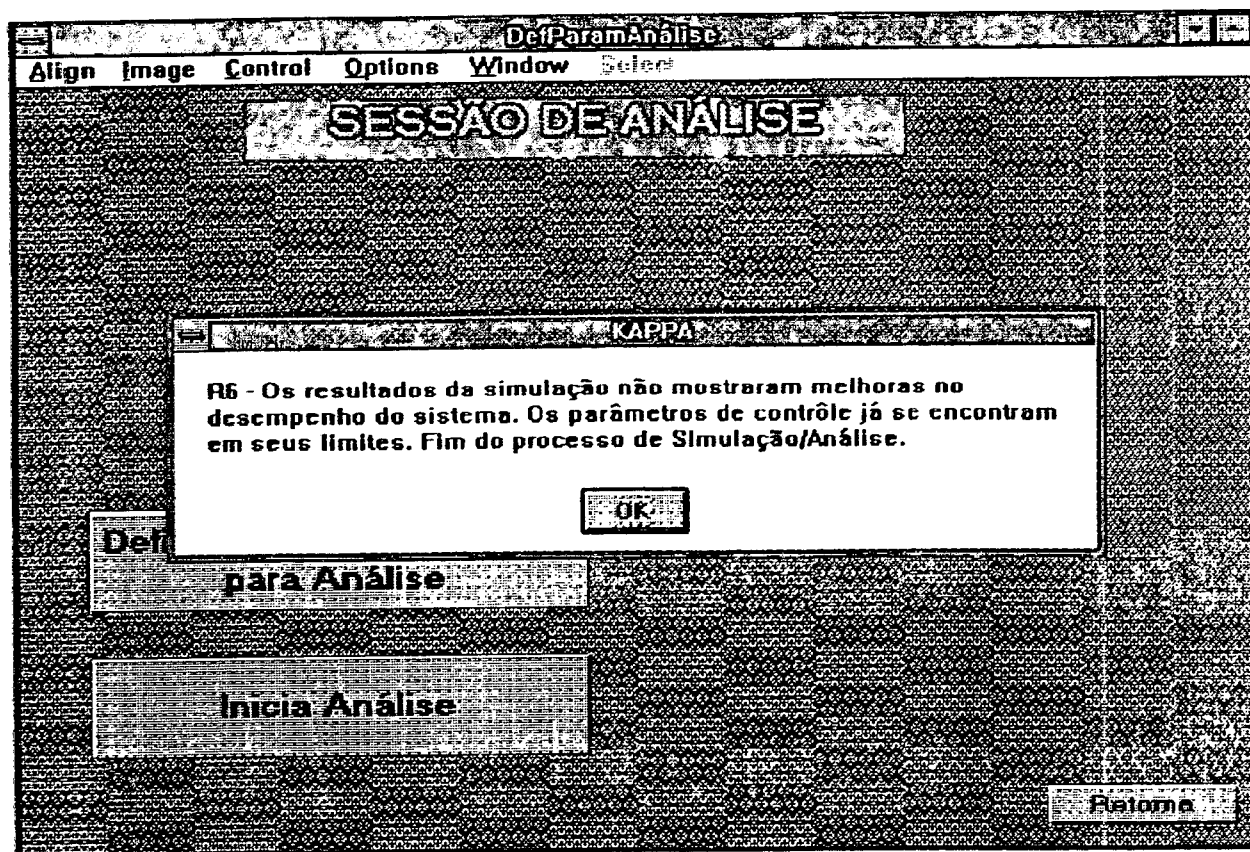 DefParamAnálise
Align Image Control Options Window Select
SESSÃO DE ANÁLISE
KAPPA
R6 - Os resultados da simulação não mostraram melhoras no
desempenho do sistema. Os parâmetros de contrôle já se encontram
em seus limites. Fim do processo de Simulação/Análise.
OK
para Análise
Inicia Análise
Retorna